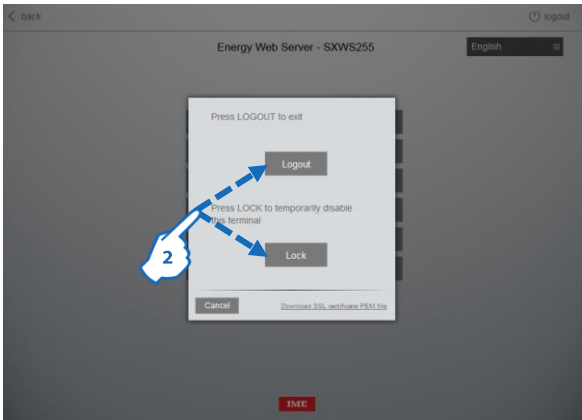 back
logout
Energy Web Server - SXWS255
English
Press LOGOUT to exit
Logout
Press LOCK to temporarily disable
this terminal
2
Lock
Cancel
Download SSL certificate PEM file
IME